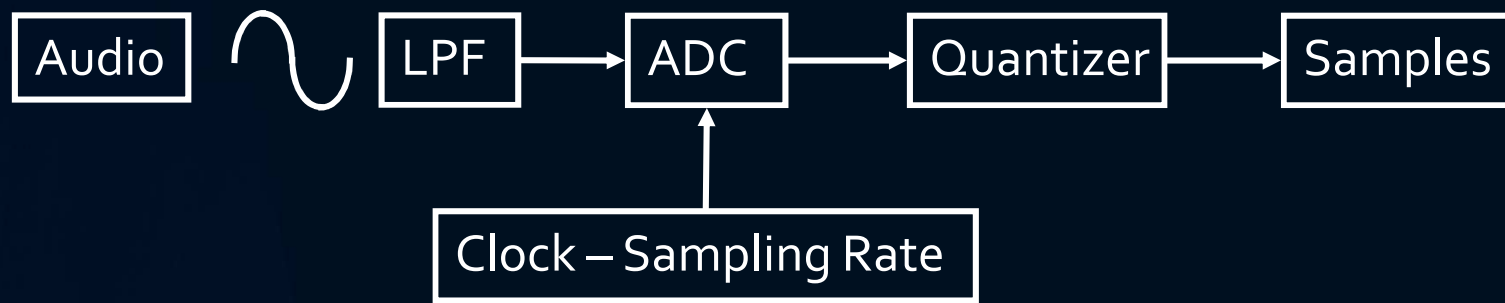 Audio
LPF
ADC
Quantizer
Samples
Clock – Sampling Rate